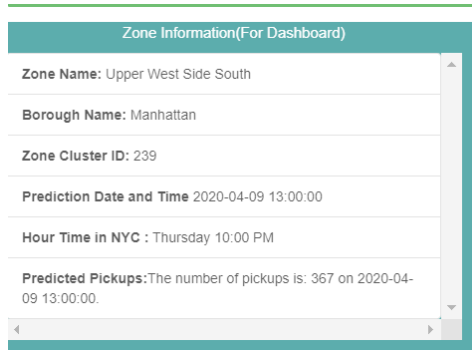 Zone Information(For Dashboard)
Zone Name: Upper West Side South
Borough Name: Manhattan
Zone Cluster ID: 239
Prediction Date and Time 2020-04-09 13:00:00
Hour Time in NYC : Thursday 10:00 PM
Predicted Pickups:The number of pickups is: 367 on 2020-04-
09 13:00:00.